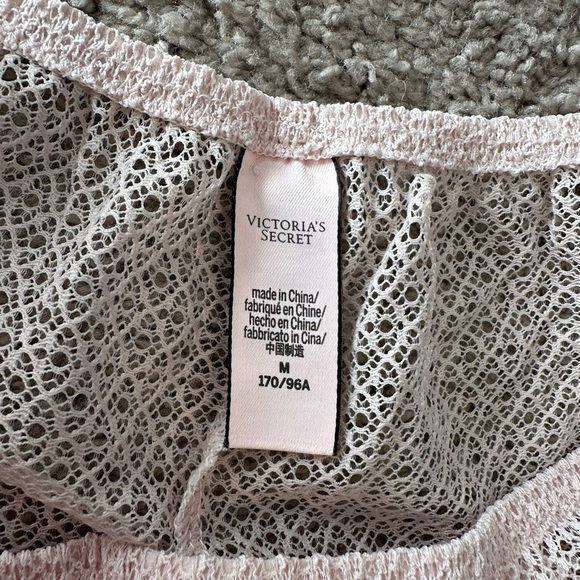 VICTORIA'S
SECRET
made in China/
fabriqué en Chine/
hecho en China/
fabbricato in Cina/
中国制造
M
170/96A